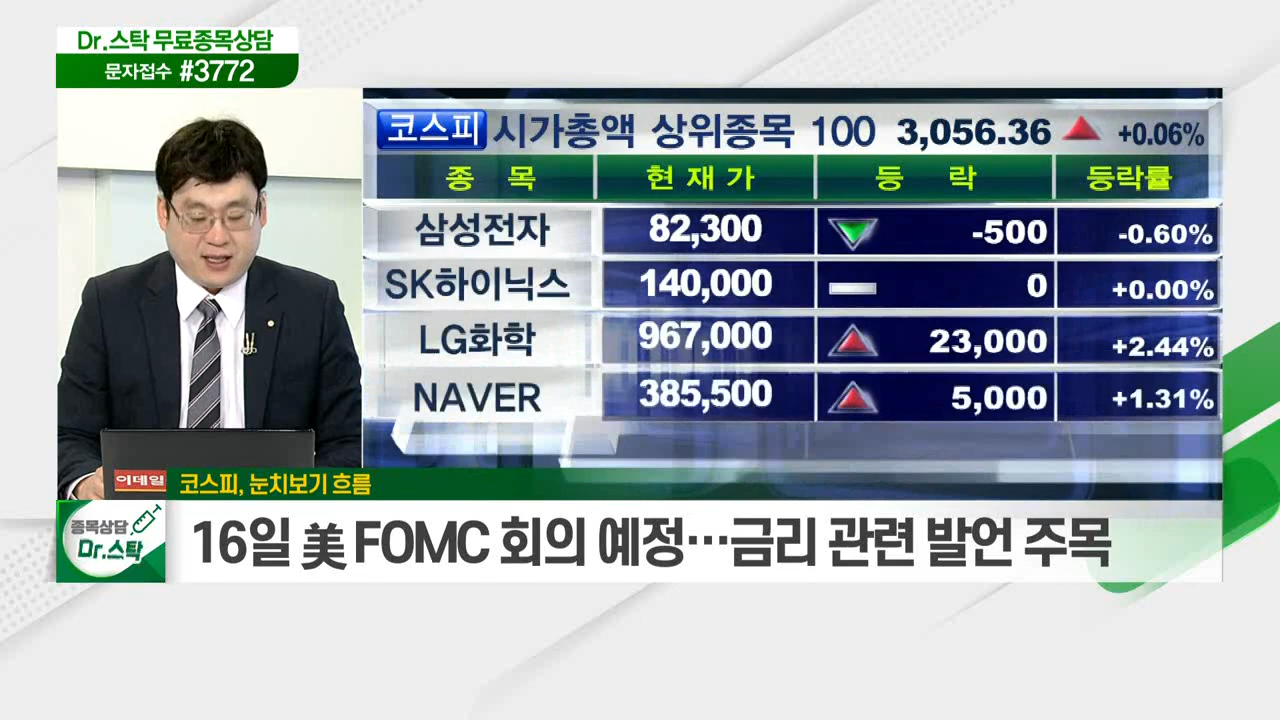 Dr.스탁 무료종목상담
문자접수 #3772
코스피 시가총액 상위종목 100 3,056.36 +0.06%
종 목 현 재 가 등 락 등락률
삼성전자 82,300 -500 -0.60%
SK하이닉스 140,000 0 +0.00%
LG화학 967,000 23,000 +2.44%
NAVER 385,500 5,000 +1.31%
이데일리 코스피, 눈치보기 흐름
종목상담
Dr.스탁
16일 美 FOMC 회의 예정…금리 관련 발언 주목